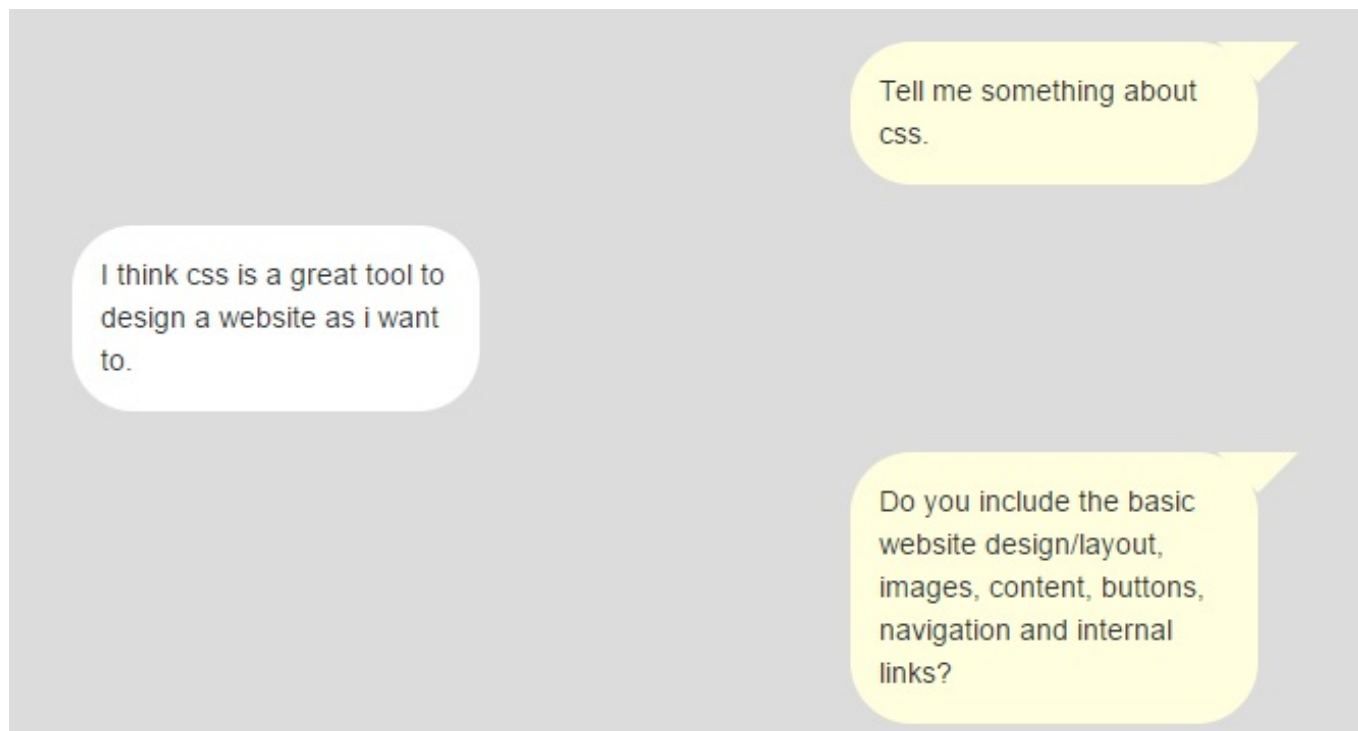 Tell me something about
css.
I think css is a great tool to
design a website as i want
to.
Do you include the basic
website design/layout,
images, content, buttons,
navigation and internal
links?